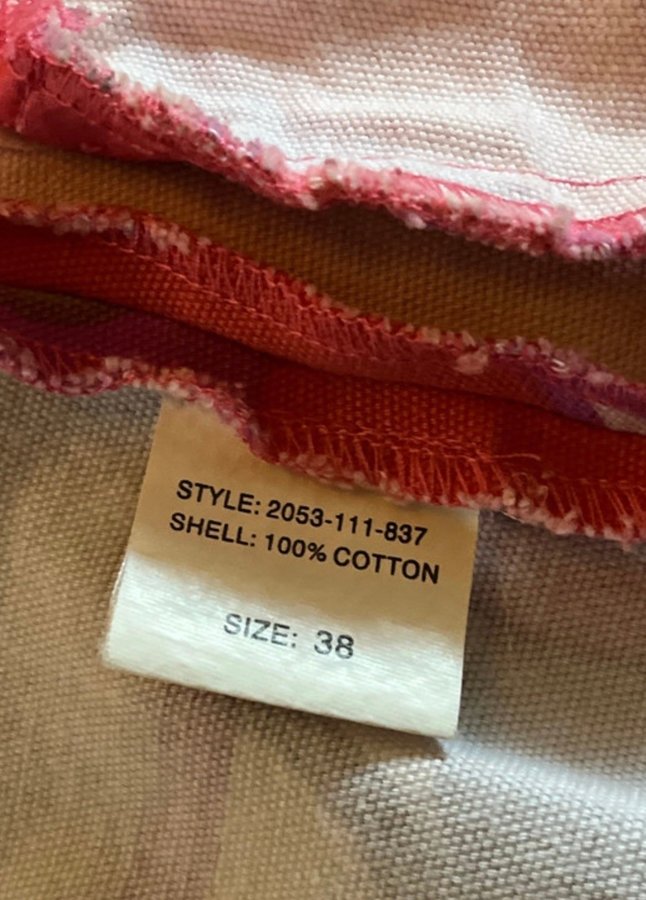 STYLE: 2053-111-837
SHELL: 100% COTTON
SIZE: 38